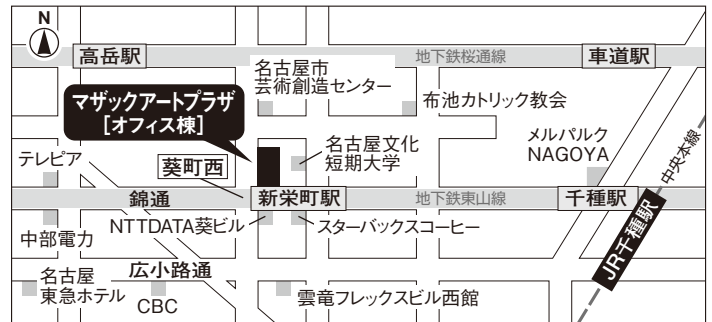 N
高岳駅
地下鉄桜通線
車道駅
名古屋市
芸術創造センター
布池カトリック教会
マザックアートプラザ
[オフィス棟]
名古屋文化
短期大学
メルパルク
NAGOYA
中央本線
テレピア
葵町西
錦通
新栄町駅
地下鉄東山線
千種駅
中部電力
NTTDATA葵ビル
スターバックスコーヒー
JR千種駅
名古屋
東急ホテル
広小路通
CBC
雲竜フレックスビル西館